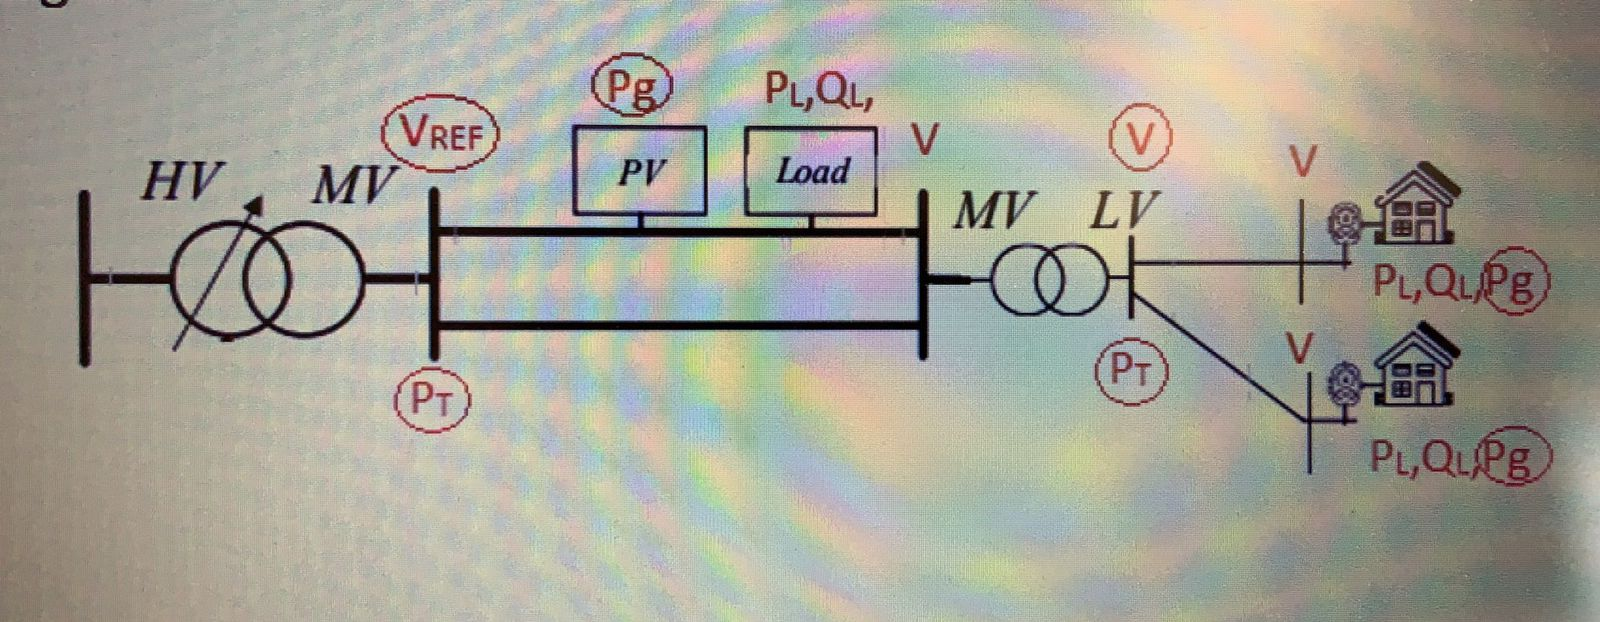 Pg
PL,QL,
VREF
V
V
V
HV
MV
PV
Load
MV
LV
PL,QL,Pg
V
PT
PT
PL,QL,Pg